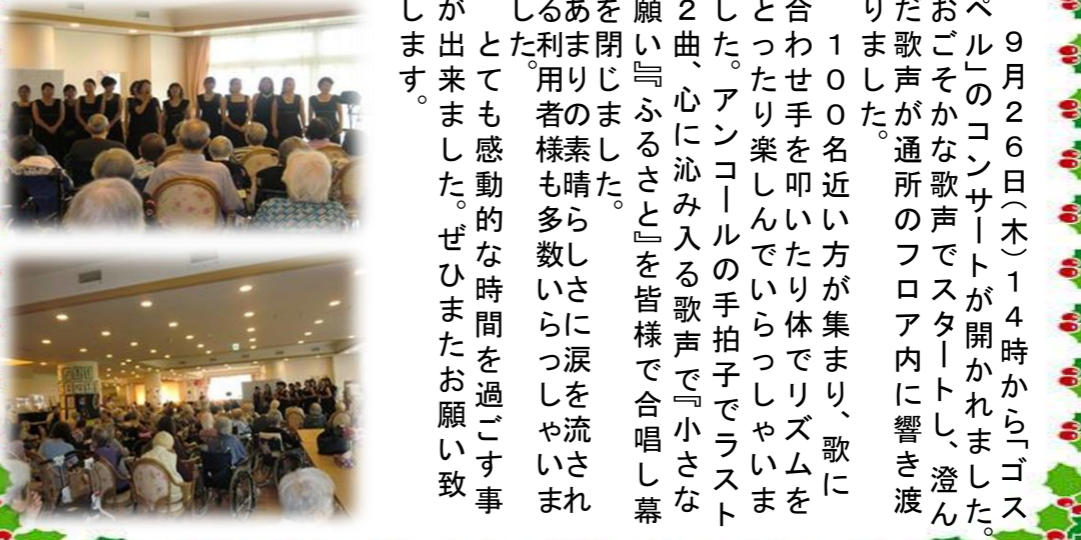 ９月２６日（木）１４時から「ゴス
ペル」のコンサートが開かれました。
おごそかな歌声でスタートし、澄ん
だ歌声が通所のフロア内に響き渡
りました。
１００名近い方が集まり、歌に
合わせ手を叩いたり体でリズムを
とったり楽しんでいらっしゃいま
した。アンコールの手拍子でラスト
２曲、心に沁み入る歌声で『小さな
願い』『ふるさと』を皆様で合唱し幕
を閉じました。
あまりの素晴らしさに涙を流され
る利用者様も多数いらっしゃいま
した。
とても感動的な時間を過ごす事
が出来ました。ぜひまたお願い致
します。